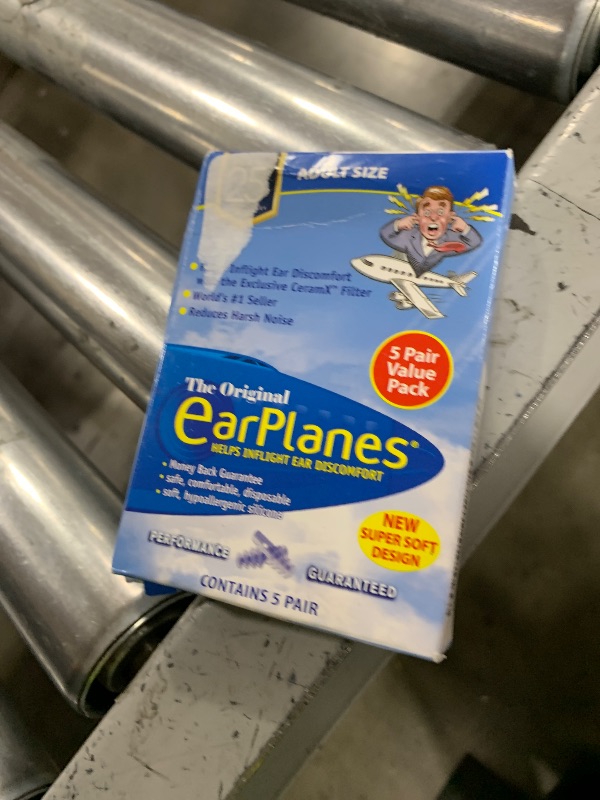 25
ADULT SIZE
Inflight Ear Discomfort
the Exclusive CeramX™ Filter
World's #1 Seller
Reduces Harsh Noise
5 Pair
Value
Pack
The Original
earPlanes®
HELPS INFLIGHT EAR DISCOMFORT
• Money Back Guarantee
• safe, comfortable, disposable
• soft, hypoallergenic silicone
NEW
SUPER SOFT
DESIGN
PERFORMANCE
GUARANTEED
CONTAINS 5 PAIR